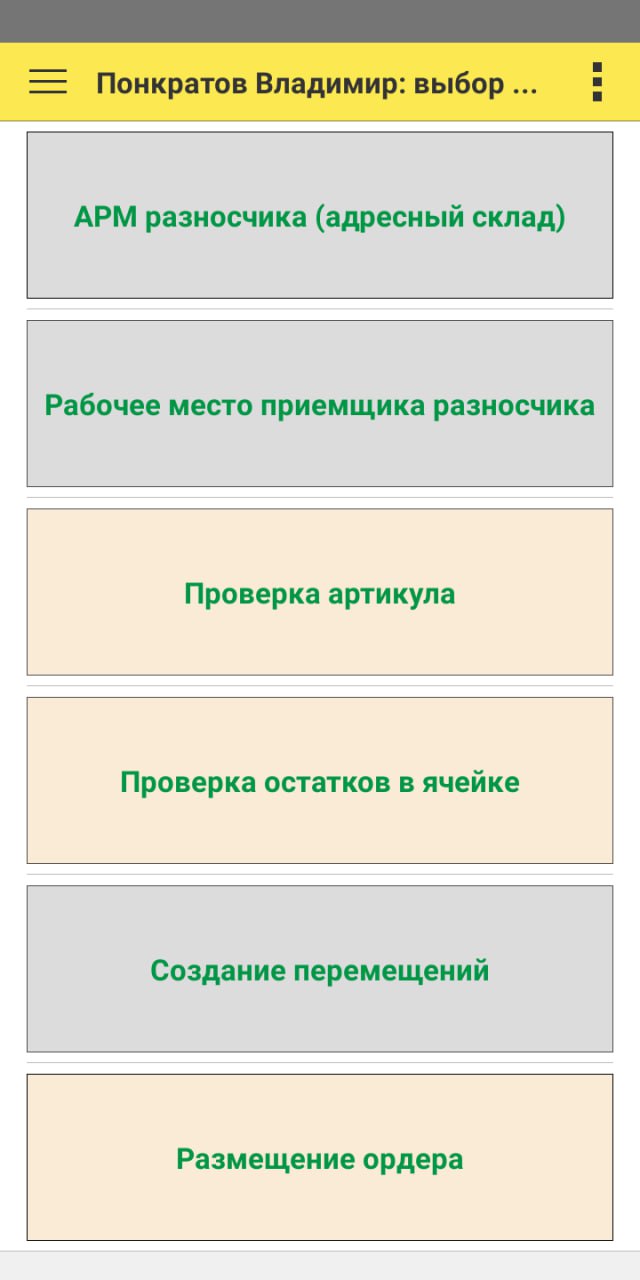 Понкратов Владимир: выбор ...
АРМ разносчика (адресный склад)
Рабочее место приемщика разносчика
Проверка артикула
Проверка остатков в ячейке
Создание перемещений
Размещение ордера